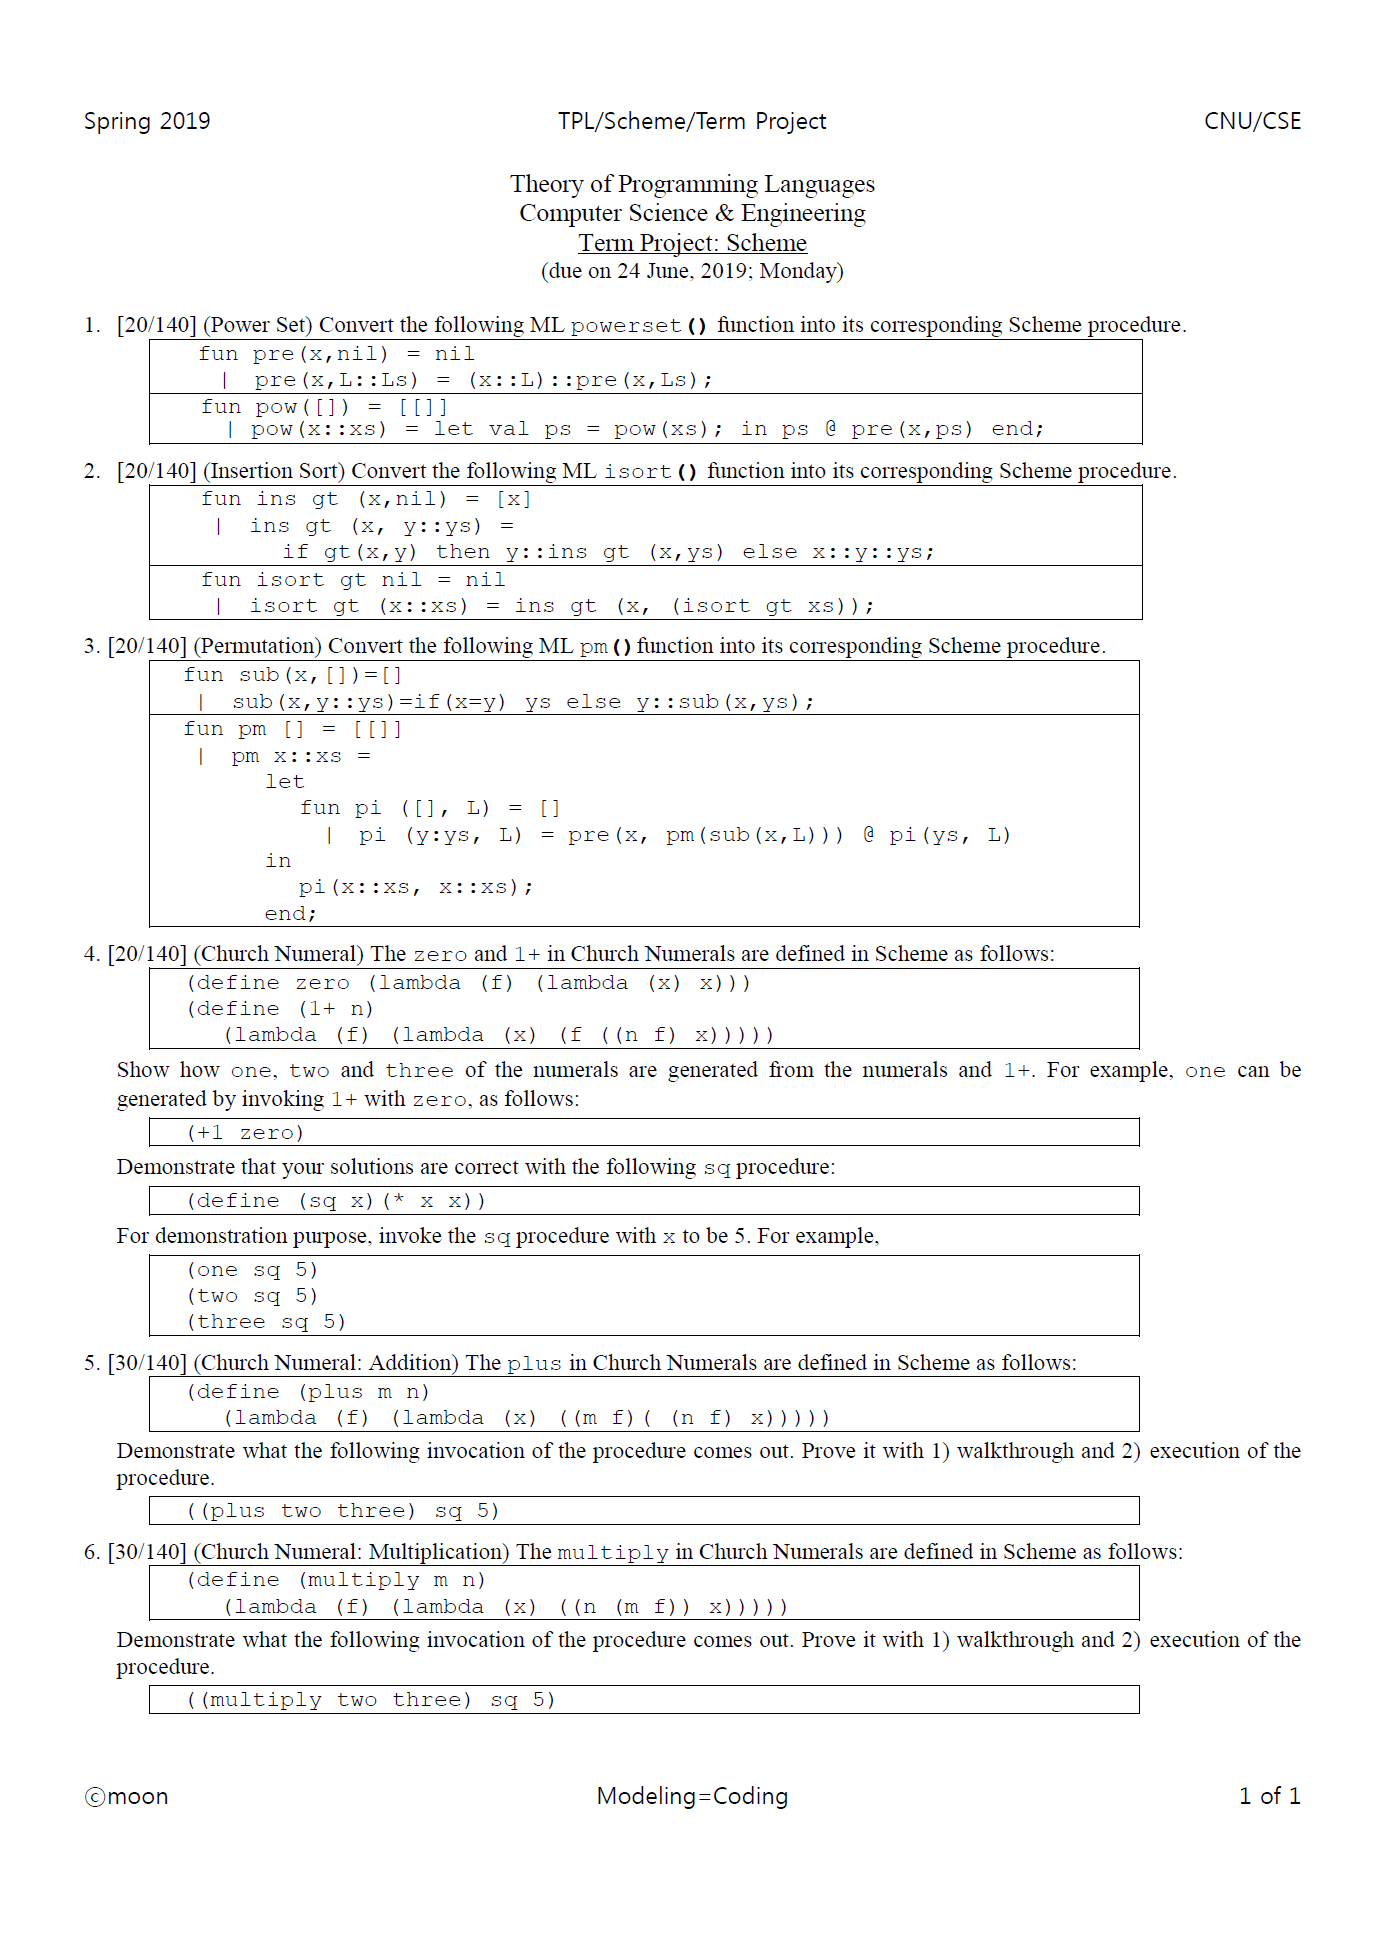 Spring 2019 TPL/Scheme/Term Project CNU/CSE
Theory of Programming Languages
Computer Science & Engineering
Term Project: Scheme
(due on 24 June, 2019; Monday)
1. [20/140] (Power Set) Convert the following ML powerset() function into its corresponding Scheme procedure.
fun pre(x,nil) = nil
| pre(x,L::Ls) = (x::L)::pre(x,Ls);
fun pow([]) = [[]]
| pow(x::xs) = let val ps = pow(xs); in ps @ pre(x,ps) end;
2. [20/140] (Insertion Sort) Convert the following ML isort() function into its corresponding Scheme procedure.
fun ins gt (x,nil) = [x]
| ins gt (x, y::ys) =
if gt(x,y) then y::ins gt (x,ys) else x::y::ys;
fun isort gt nil = nil
| isort gt (x::xs) = ins gt (x, (isort gt xs));
3. [20/140] (Permutation) Convert the following ML pm()function into its corresponding Scheme procedure.
fun sub(x,[])=[]
| sub(x,y::ys)=if(x=y) ys else y::sub(x,ys);
fun pm [] = [[]]
| pm x::xs =
let
fun pi ([], L) = []
| pi (y:ys, L) = pre(x, pm(sub(x,L))) @ pi(ys, L)
in
pi(x::xs, x::xs);
end;
4. [20/140] (Church Numeral) The zero and 1+ in Church Numerals are defined in Scheme as follows:
(define zero (lambda (f) (lambda (x) x)))
(define (1+ n)
(lambda (f) (lambda (x) (f ((n f) x)))))
Show how one, two and three of the numerals are generated from the numerals and 1+. For example, one can be
generated by invoking 1+ with zero, as follows:
(+1 zero)
Demonstrate that your solutions are correct with the following sq procedure:
(define (sq x)(* x x))
For demonstration purpose, invoke the sq procedure with x to be 5. For example,
(one sq 5)
(two sq 5)
(three sq 5)
5. [30/140] (Church Numeral: Addition) The plus in Church Numerals are defined in Scheme as follows:
(define (plus m n)
(lambda (f) (lambda (x) ((m f)( (n f) x)))))
Demonstrate what the following invocation of the procedure comes out. Prove it with 1) walkthrough and 2) execution of the
procedure.
((plus two three) sq 5)
6. [30/140] (Church Numeral: Multiplication) The multiply in Church Numerals are defined in Scheme as follows:
(define (multiply m n)
(lambda (f) (lambda (x) ((n (m f)) x)))))
Demonstrate what the following invocation of the procedure comes out. Prove it with 1) walkthrough and 2) execution of the
procedure.
((multiply two three) sq 5)
ⓒmoon Modeling=Coding 1 of 1